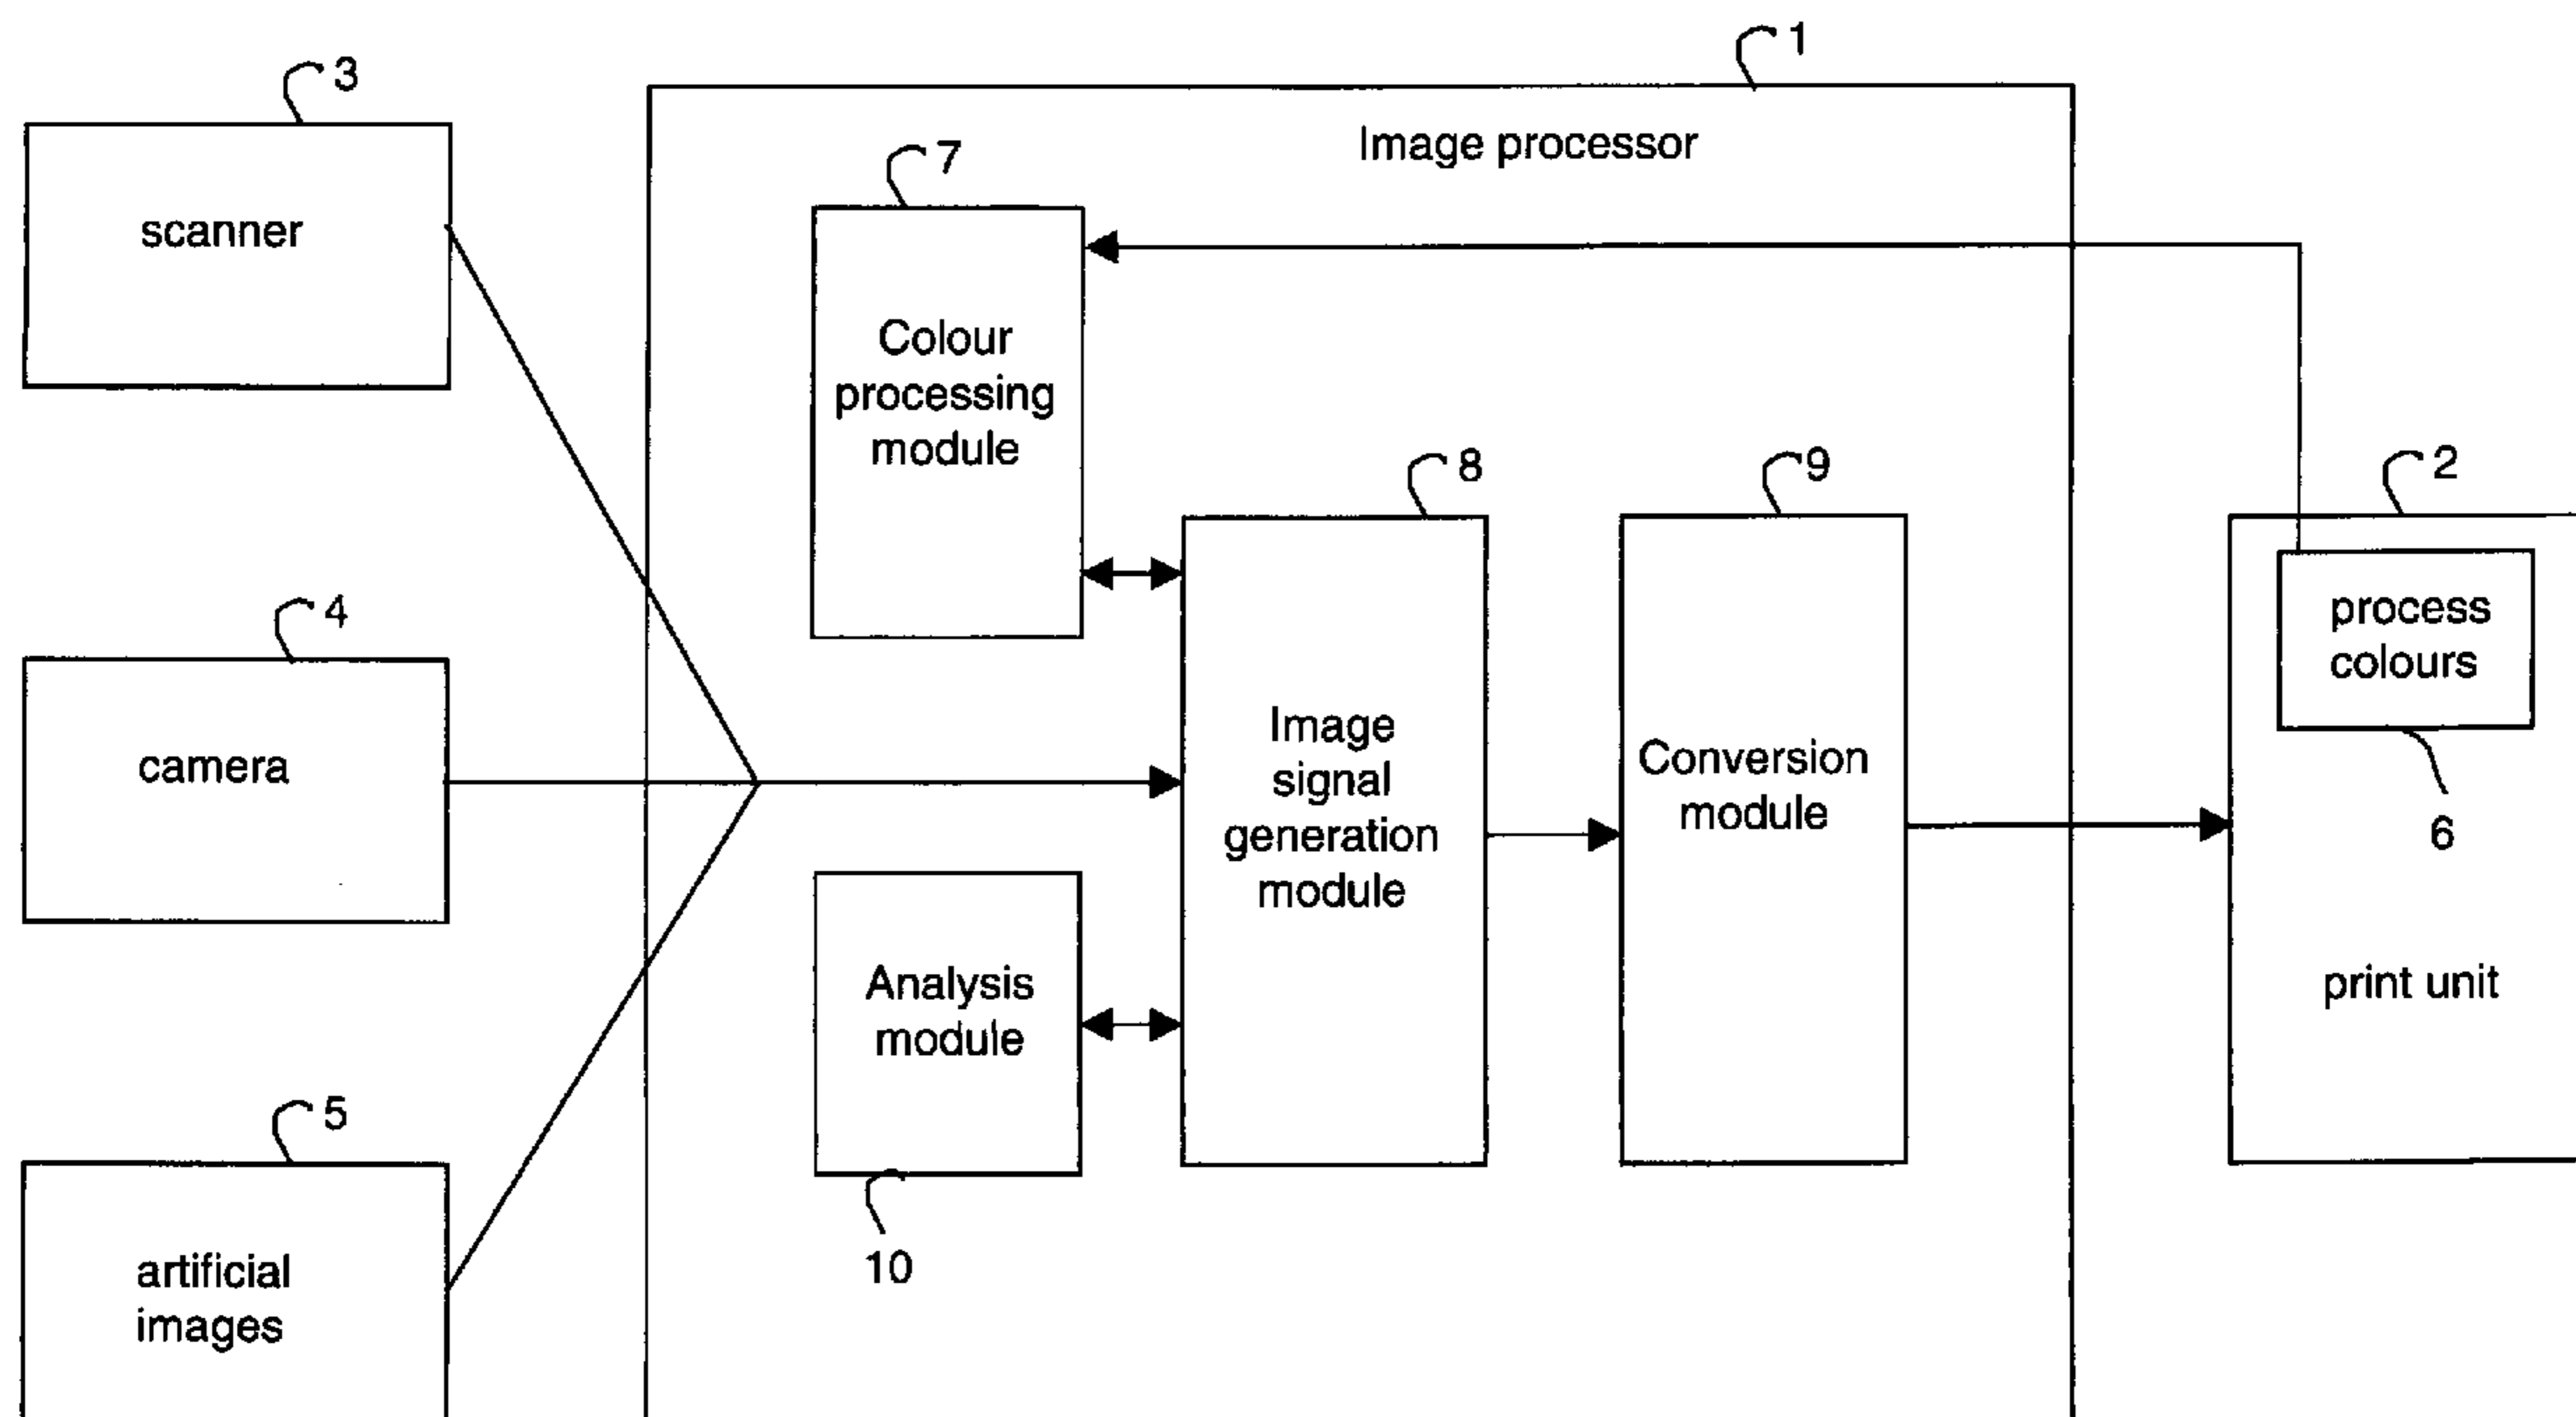 1
3
Image processor
7
scanner
Colour
processing
module
8
9
2
4
process
colours
camera
Image
signal
generation
module
Conversion
module
6
Analysis
module
print unit
5
10
artificial
images